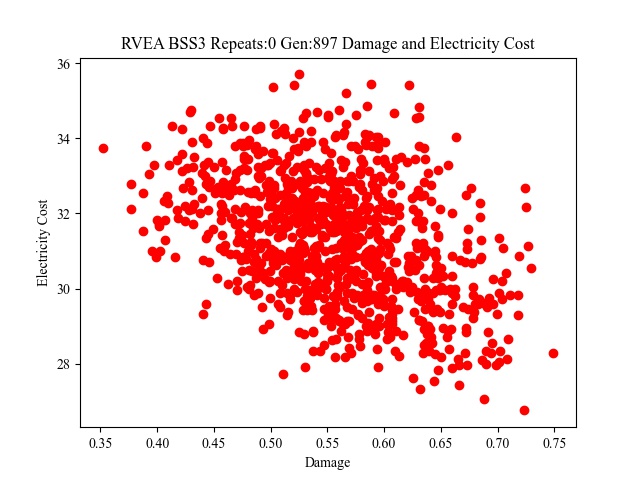 RVEA BSS3 Repeats:0 Gen:897 Damage and Electricity Cost
36
34
32
30
28
Electricity Cost
0.35 0.40 0.45 0.50 0.55 0.60 0.65 0.70 0.75
Damage